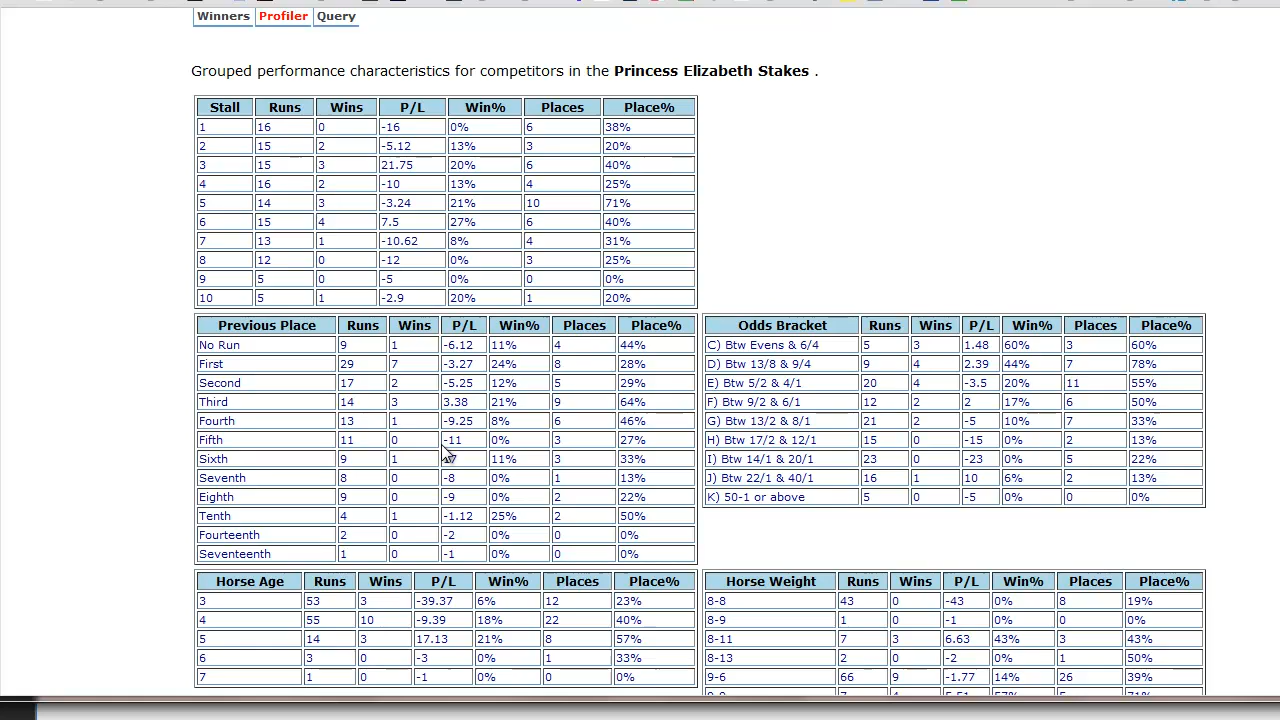 Winners Profiler Query
Grouped performance characteristics for competitors in the Princess Elizabeth Stakes .
Stall Runs Wins P/L Win% Places Place%
1 16 0 -16 0% 6 38%
2 15 2 -5.12 13% 3 20%
3 15 3 21.75 20% 6 40%
4 16 2 -10 13% 4 25%
5 14 3 -3.24 21% 10 71%
6 15 4 7.5 27% 6 40%
7 13 1 -10.62 8% 4 31%
8 12 0 -12 0% 3 25%
9 5 0 -5 0% 0 0%
10 5 1 -2.9 20% 1 20%
Previous Place Runs Wins P/L Win% Places Place%
No Run 9 1 -6.12 11% 4 44%
First 29 7 -3.27 24% 8 28%
Second 17 2 -5.25 12% 5 29%
Third 14 3 3.38 21% 9 64%
Fourth 13 1 -9.25 8% 6 46%
Fifth 11 0 -11 0% 3 27%
Sixth 9 1 11% 3 33%
Seventh 8 0 -8 0% 1 13%
Eighth 9 0 -9 0% 2 22%
Tenth 4 1 -1.12 25% 2 50%
Fourteenth 2 0 -2 0% 0 0%
Seventeenth 1 0 -1 0% 0 0%
Odds Bracket Runs Wins P/L Win% Places Place%
C) Btw Evens & 6/4 5 3 1.48 60% 3 60%
D) Btw 13/8 & 9/4 9 4 2.39 44% 7 78%
E) Btw 5/2 & 4/1 20 4 -3.5 20% 11 55%
F) Btw 9/2 & 6/1 12 2 2 17% 6 50%
G) Btw 13/2 & 8/1 21 2 -5 10% 7 33%
H) Btw 17/2 & 12/1 15 0 -15 0% 2 13%
I) Btw 14/1 & 20/1 23 0 -23 0% 5 22%
J) Btw 22/1 & 40/1 16 1 10 6% 2 13%
K) 50-1 or above 5 0 -5 0% 0 0%
Horse Age Runs Wins P/L Win% Places Place%
3 53 3 -39.37 6% 12 23%
4 55 10 -9.39 18% 22 40%
5 14 3 17.13 21% 8 57%
6 3 0 -3 0% 1 33%
7 1 0 -1 0% 0 0%
Horse Weight Runs Wins P/L Win% Places Place%
8-8 43 0 -43 0% 8 19%
8-9 1 0 -1 0% 0 0%
8-11 7 3 6.63 43% 3 43%
8-13 2 0 -2 0% 1 50%
9-6 66 9 -1.77 14% 26 39%